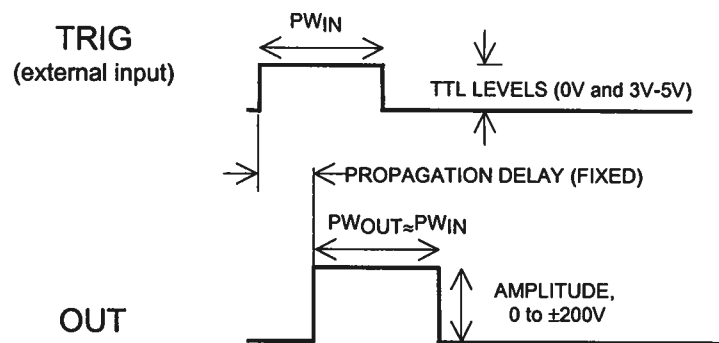 PWIN
TRIG
(external input)
TTL LEVELS (0V and 3V-5V)
PROPAGATION DELAY (FIXED)
PWOUT≈PWIN
AMPLITUDE,
0 to ±200V
OUT